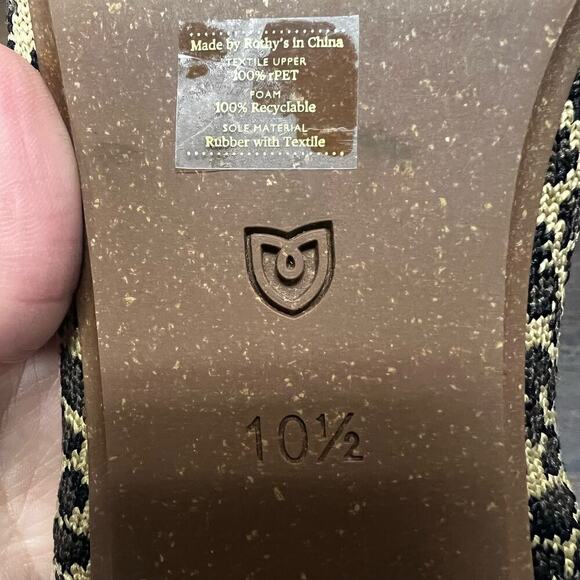 Made by Rothy's in China
TEXTILE UPPER
100% rPET
FOAM
100% Recyclable
SOLE MATERIAL
Rubber with Textile
10½